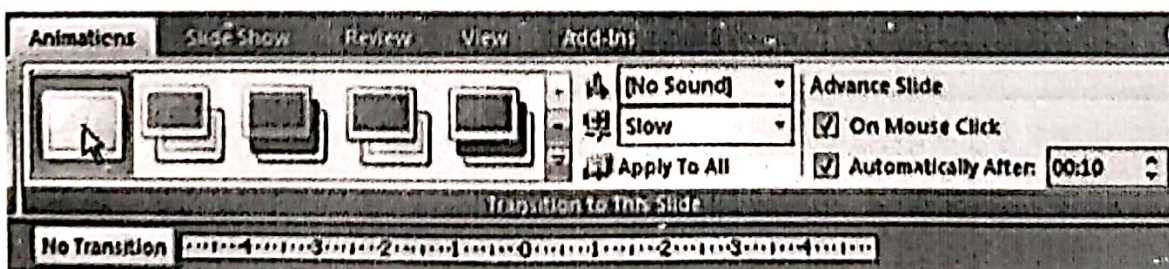 Animations Slide Show Review View Add-Ins
[No Sound] Advance Slide
Slow On Mouse Click
Apply To All Automatically After: 00:10
Transition to This Slide
No Transition 4 3 2 1 0 1 2 3 4